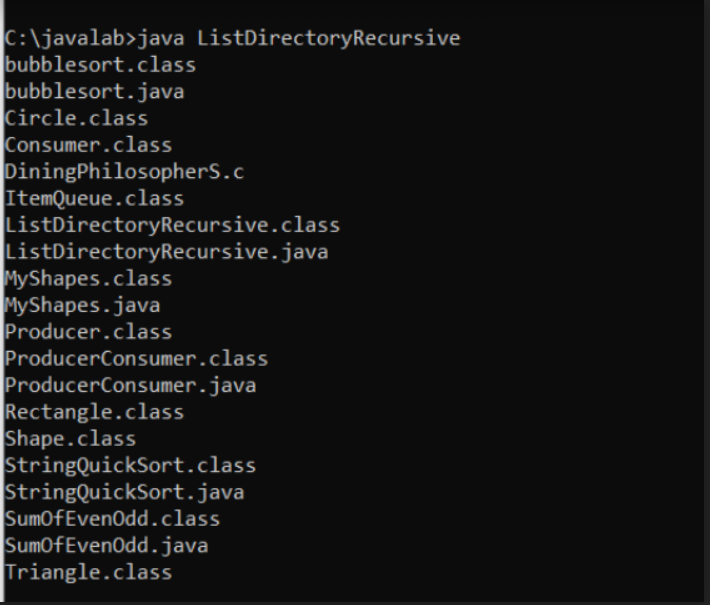 C:\javalab>java ListDirectoryRecursive
bubblesort.class
bubblesort.java
Circle.class
Consumer.class
DiningPhilosopherS.c
ItemQueue.class
ListDirectoryRecursive.class
ListDirectoryRecursive.java
MyShapes.class
MyShapes.java
Producer.class
ProducerConsumer.class
ProducerConsumer.java
Rectangle.class
Shape.class
StringQuickSort.class
StringQuickSort.java
SumOfEvenOdd.class
SumOfEvenOdd.java
Triangle.class